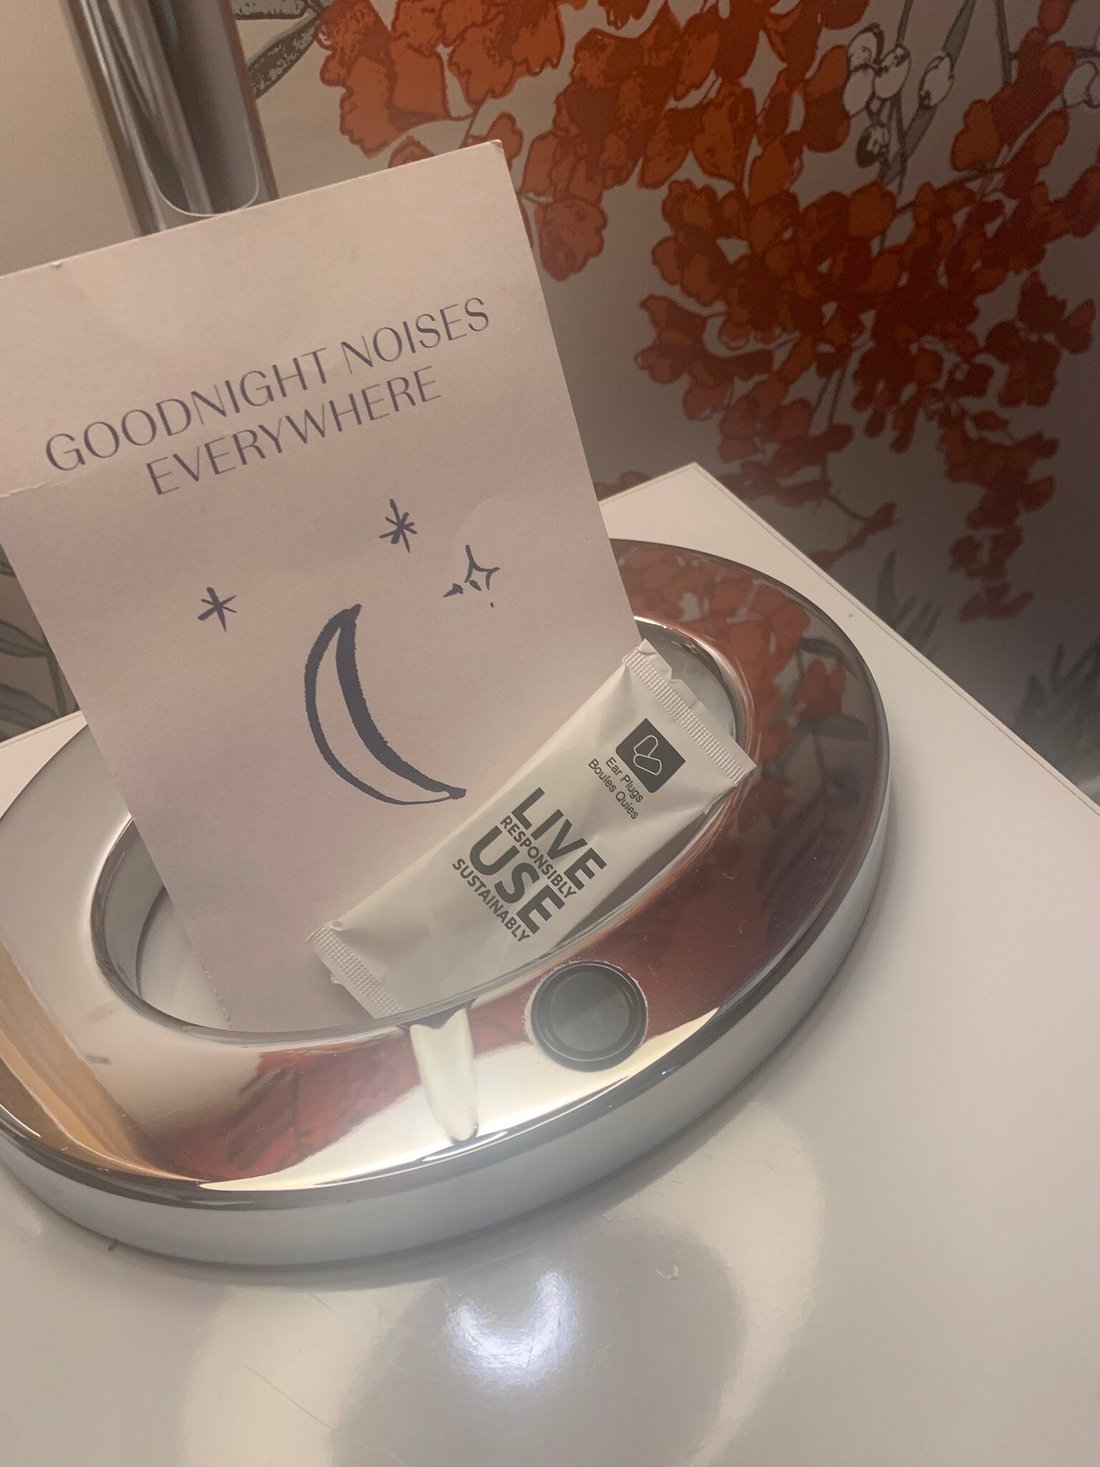 GOODNIGHT NOISES
EVERYWHERE
Ear Plugs
Boules Quies
LIVE
RESPONSIBLY
USE
SUSTAINABLY